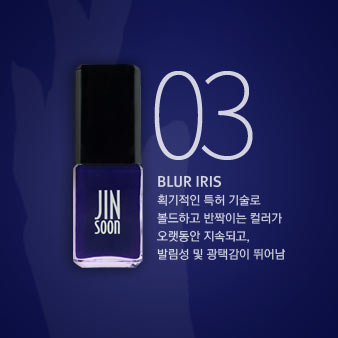 03
JIN
soon
BLUR IRIS
획기적인 특허 기술로
볼드하고 반짝이는 컬러가
오랫동안 지속되고,
발림성 및 광택감이 뛰어남